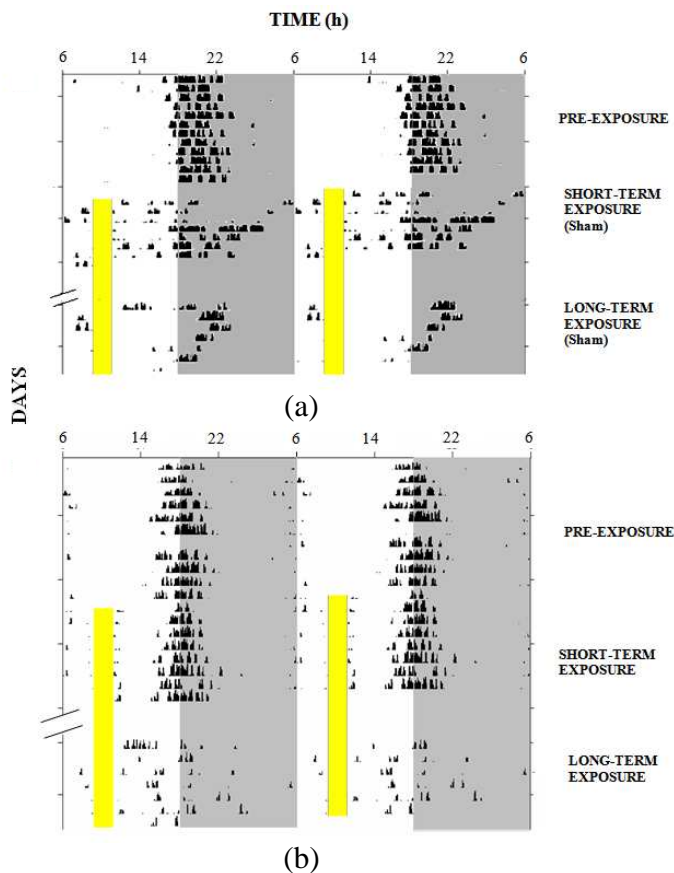 TIME (h)
6 14 22 6 14 22 6
PRE-EXPOSURE
SHORT-TERM
EXPOSURE
(Sham)
LONG-TERM
EXPOSURE
(Sham)
DAYS
(a)
6 14 22 6 14 22 6
PRE-EXPOSURE
SHORT-TERM
EXPOSURE
LONG-TERM
EXPOSURE
(b)